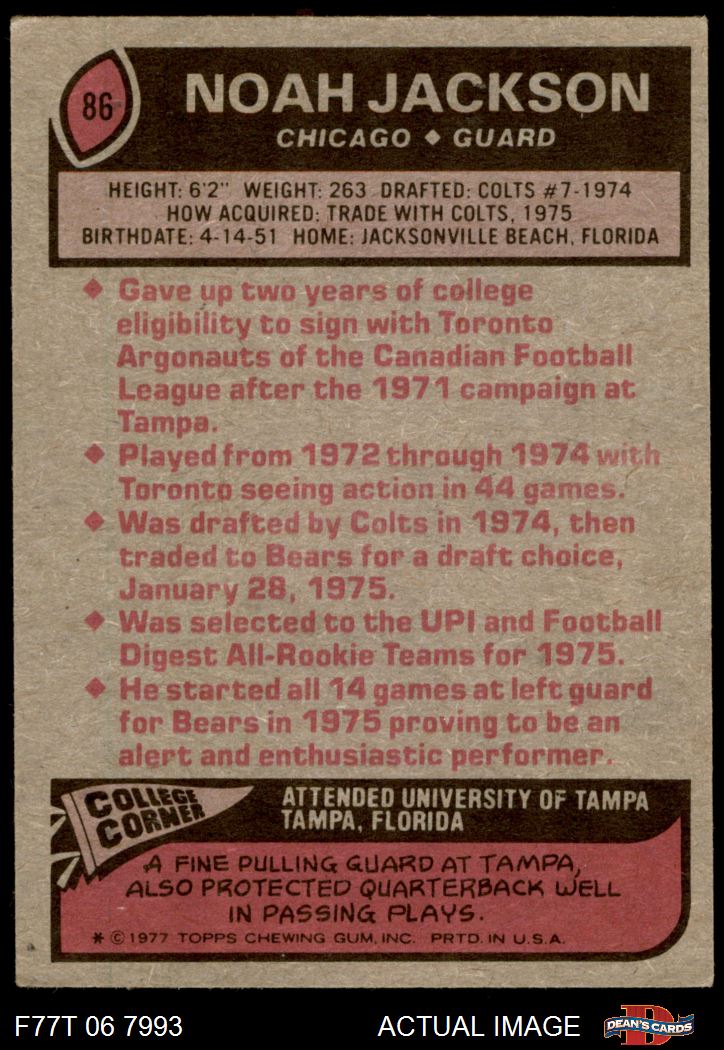 86
NOAH JACKSON
CHICAGO ♦ GUARD
HEIGHT: 6'2" WEIGHT: 263 DRAFTED: COLTS #7-1974
HOW ACQUIRED: TRADE WITH COLTS, 1975
BIRTHDATE: 4-14-51 HOME: JACKSONVILLE BEACH, FLORIDA
♦ Gave up two years of college
eligibility to sign with Toronto
Argonauts of the Canadian Football
League after the 1971 campaign at
Tampa.
♦ Played from 1972 through 1974 with
Toronto seeing action in 44 games.
♦ Was drafted by Colts in 1974, then
traded to Bears for a draft choice,
January 28, 1975.
♦ Was selected to the UPI and Football
Digest All-Rookie Teams for 1975.
♦ He started all 14 games at left guard
for Bears in 1975 proving to be an
alert and enthusiastic performer.
COLLEGE
CORNER
ATTENDED UNIVERSITY OF TAMPA
TAMPA, FLORIDA
A FINE PULLING GUARD AT TAMPA,
ALSO PROTECTED QUARTERBACK WELL
IN PASSING PLAYS.
* © 1977 TOPPS CHEWING GUM, INC. PRTD. IN U.S.A.
F77T 06 7993
ACTUAL IMAGE
D
DEAN'S CARDS